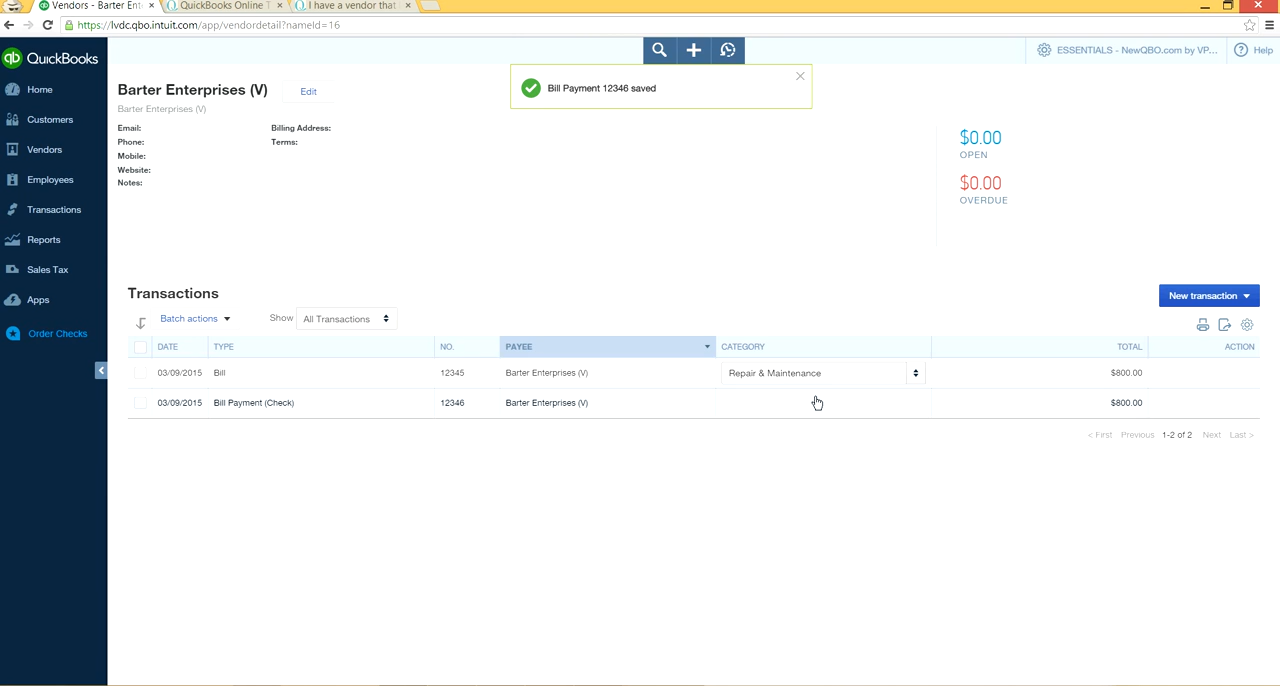 Vendors - Barter Ent
QuickBooks Online T
I have a vendor that
https://lvdc.qbo.intuit.com/app/vendordetail?nameId=16
qb QuickBooks
ESSENTIALS - NewQBO.com by VP...
Help
Home
Customers
Vendors
Employees
Transactions
Reports
Sales Tax
Apps
Order Checks
Bill Payment 12346 saved
Barter Enterprises (V)
Edit
Barter Enterprises (V)
Email:
Billing Address:
Phone:
Terms:
Mobile:
Website:
Notes:
$0.00
OPEN
$0.00
OVERDUE
Transactions
New transaction
Batch actions
Show
All Transactions
DATE TYPE NO. PAYEE CATEGORY TOTAL ACTION
03/09/2015 Bill 12345 Barter Enterprises (V) Repair & Maintenance $800.00
03/09/2015 Bill Payment (Check) 12346 Barter Enterprises (V) $800.00
< First Previous 1-2 of 2 Next Last >